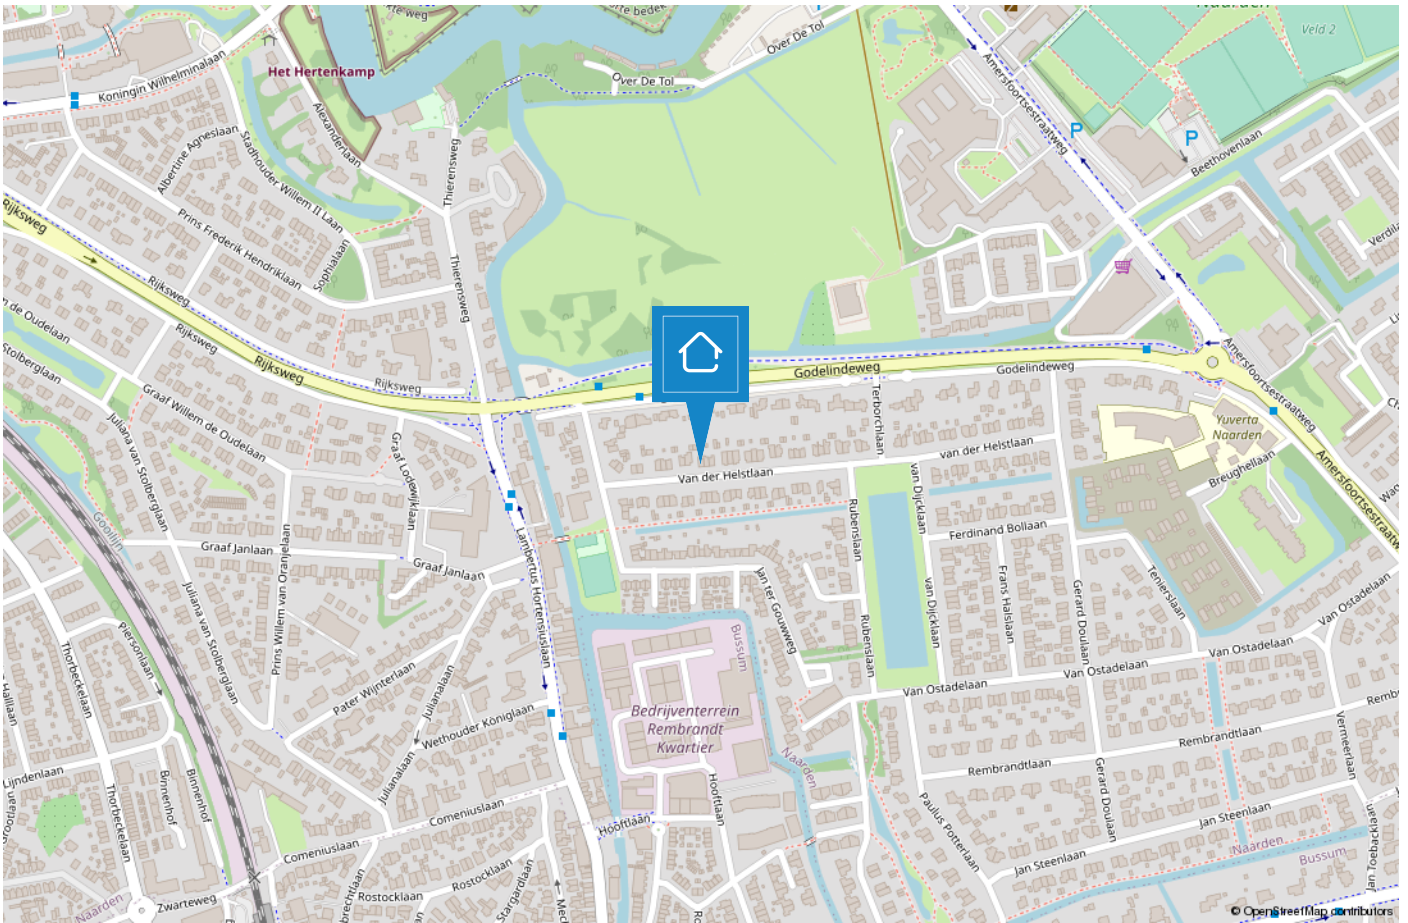 Naarden
Veld 2
Over De Tol
Over De Tol
Het Hertenkamp
Koningin Wilhelminalaan
Amersfoortsestraatweg
P
P
Beethovenlaan
Alexanderlaan
Albertine Agneslaan
Stadhouder Willem II Laan
Thierensweg
Prins Frederik Hendriklaan
Sophialaan
Thierensweg
Rijksweg
Rijksweg
Rijksweg
Rijksweg
Rijksweg
Godelindeweg
Godelindeweg
Amersfoortsestraatweg
Stolberglaan
Graaf Willem de Oudelaan
Juliana van Stolberglaan
Graaf Lodewijklaan
Terborchlaan
Yuverta
Naarden
Breughellaan
van der Helstlaan
Van der Helstlaan
van Dijcklaan
Amersfoortsestraatw
Gooilijn
Graaf Janlaan
Graaf Janlaan
Prins Willem van Oranjelaan
Lambertus Hortensiuslaan
Rubenslaan
Ferdinand Bollaan
Jan ter Gouwweg
van Dijcklaan
Frans Halslaan
Gerard Doulaan
Tenierslaan
Van Ostadelaan
Juliana van Stolberglaan
Piersonlaan
Thorbeckelaan
Bussum
Rubenslaan
Van Ostadelaan
Van Ostadelaan
Van Ostadelaan
Pater Wijnterlaan
Julianalaan
Wethouder Königlaan
Bedrijventerrein
Rembrandt
Kwartier
Naarden
Rembrandtlaan
Rembrandtlaan
Vermeerlaan
Lijndenlaan
Binnenhof
Binnenhof
Thorbeckelaan
Julianalaan
Comeniuslaan
Comeniuslaan
Hooftlaan
Hooftlaan
Paulus Potterlaan
Gerard Doulaan
Jan Steenlaan
Jan Steenlaan
Naarden
Bussum
Rostocklaan
Rostocklaan
Stargardlaan
Zwarteweg
Naarden
© OpenStreetMap contributors